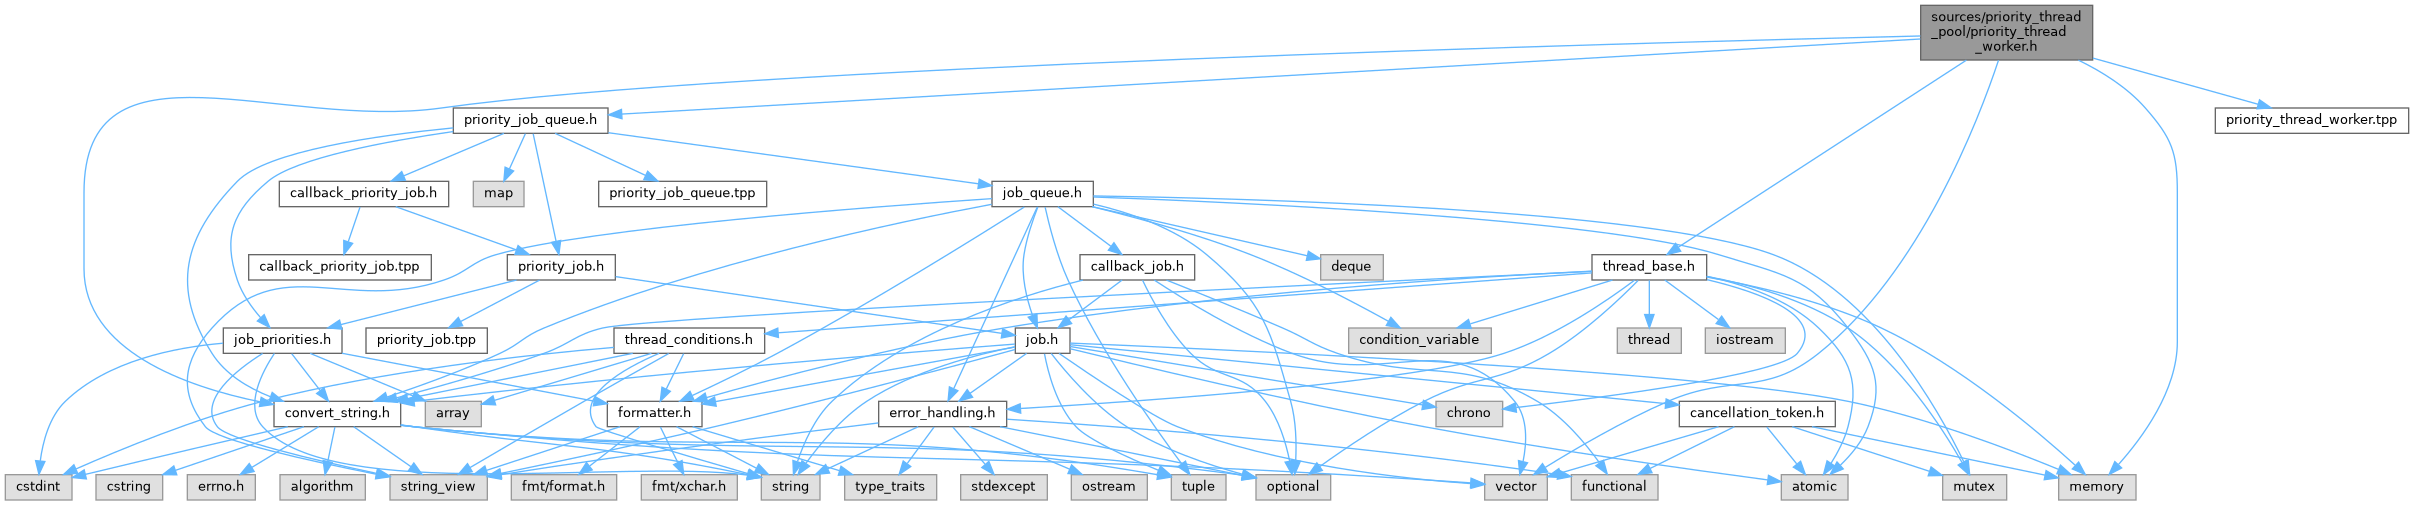 sources/priority_thread
_pool/priority_thread
_worker.h
priority_job_queue.h
priority_thread_worker.tpp
callback_priority_job.h
map
priority_job_queue.tpp
job_queue.h
callback_priority_job.tpp
priority_job.h
callback_job.h
deque
thread_base.h
job_priorities.h
priority_job.tpp
thread_conditions.h
job.h
condition_variable
thread
iostream
convert_string.h
array
formatter.h
error_handling.h
chrono
cancellation_token.h
cstdint
cstring
errno.h
algorithm
string_view
fmt/format.h
fmt/xchar.h
string
type_traits
stdexcept
ostream
tuple
optional
vector
functional
atomic
mutex
memory